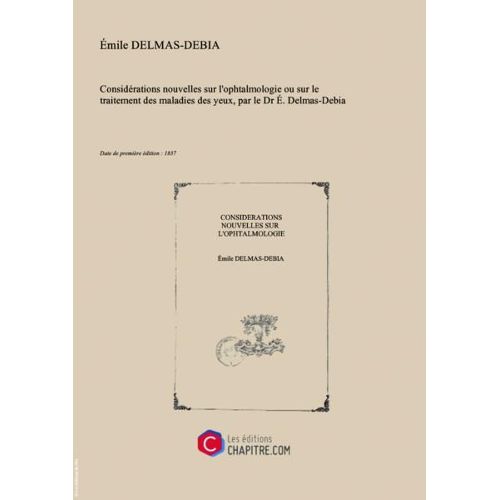 Émile DELMAS-DEBIA
Considérations nouvelles sur l'ophtalmologie ou sur le
traitement des maladies des yeux, par le Dr É. Delmas-Debia
Date de première édition : 1857
CONSIDERATIONS
NOUVELLES SUR
L'OPHTALMOLOGIE
Émile DELMAS-DEBIA
Les éditions
CHAPITRE.COM